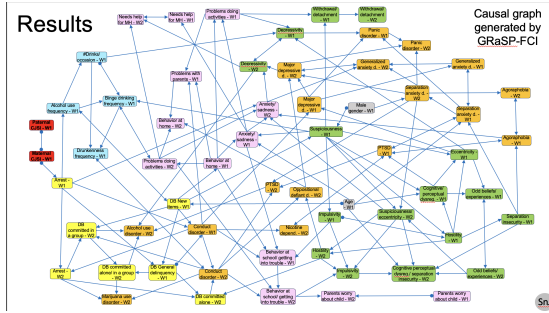 Results
Causal graph
generated by
GRaSP-FCI
Needs help
for MH - W2
Needs help
for MH - W1
Problems doing
activities - W1
Withdrawal/
detachment
- W1
Withdrawal/
detachment
- W2
Depressivity
- W1
Panic
disorder - W1
Panic
disorder - W2
#Drinks/
occasion - W1
Problems with
parents - W1
Depressivity
- W2
Major
depressive
d. - W2
Generalized
anxiety d. - W2
Generalized
anxiety d. - W1
Alcohol use
frequency - W1
Binge drinking
frequency - W1
Major
depressive
d. - W1
Male
gender - W1
Separation
anxiety d.
- W2
Separation
anxiety d.
- W1
Agoraphobia
- W2
Paternal
CJSI - W1
Behavior at
home - W2
Anxiety/
sadness
- W2
Anxiety/
sadness
- W1
Suspiciousness
- W1
Agoraphobia
- W1
Maternal
CJSI - W1
Drunkenness
frequency - W1
Problems doing
activities - W2
Behavior at
home - W1
PTSD
- W1
Eccentricity
- W1
Arrest -
W1
PTSD
- W2
Oppositional
defiant d. - W2
Age
- W1
Cognitive/
perceptual
dysreg. - W1
Odd beliefs/
experiences - W1
DB New
items - W1
Impulsivity
- W1
Suspiciousness/
eccentricity - W2
Separation
insecurity - W1
DB
committed in
a group - W2
Alcohol use
disorder - W2
Conduct
disorder - W1
Nicotine
depend. - W2
Hostility
- W1
Hostility
- W2
Behavior at
school/ getting
into trouble - W1
Arrest -
W2
DB committed
alone/ in a group
DB General
delinquency
- W1
Conduct
disorder - W2
Impulsivity
- W2
Cognitive perceptual
dysreg./ separation
insecurity - W2
Odd beliefs/
experiences - W2
Marijuana use
disorder - W2
DB committed
alone - W2
Behavior at
school/ getting
into trouble - W2
Parents worry
about child - W2
Parents worry
about child - W1